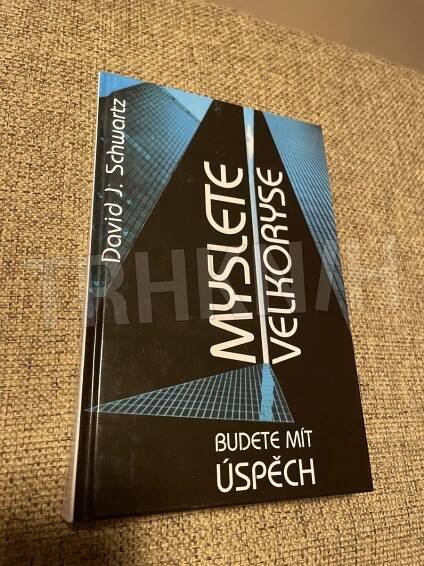 David J. Schwartz
MYSLETE
VELKORYSE
BUDETE MÍT
ÚSPĚCH